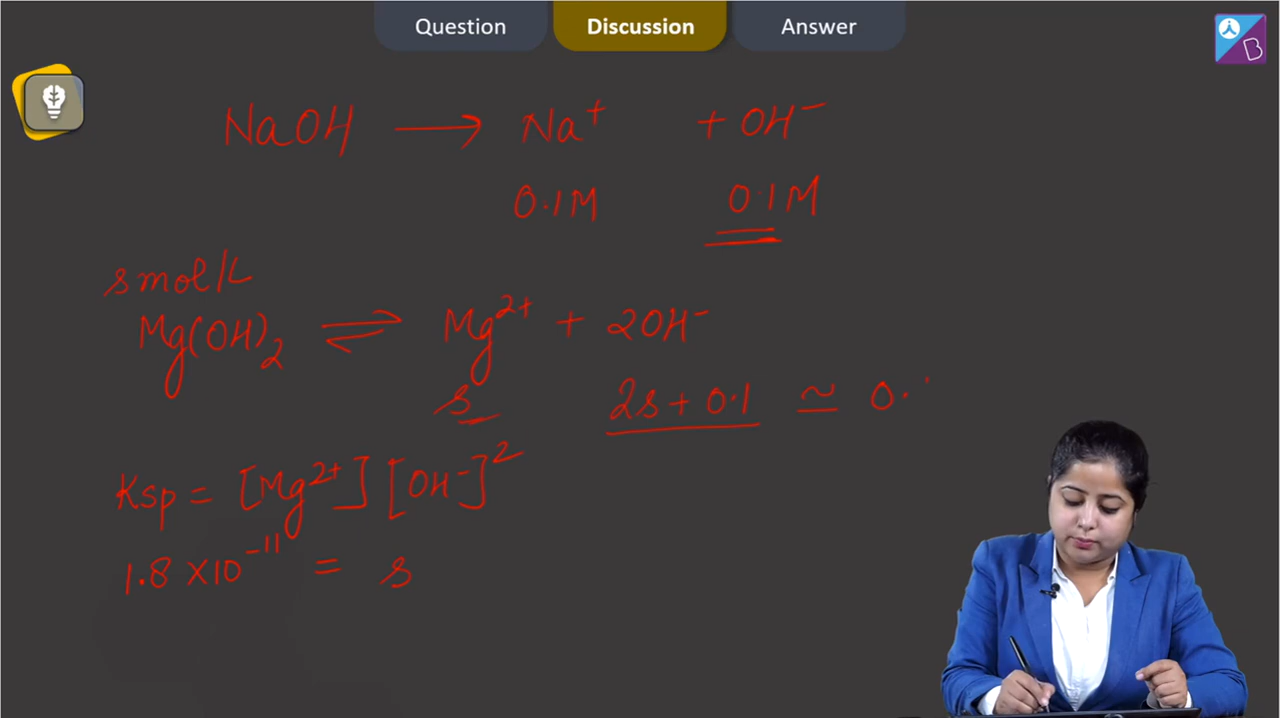 Question Discussion Answer
B
NaOH → Na⁺ + OH⁻
0.1M 0.1M
s mol/L
Mg(OH)₂ ⇌ Mg²⁺ + 2OH⁻
s 2s + 0.1 ≃ 0.
Ksp = [Mg²⁺] [OH⁻]²
1.8 × 10⁻¹¹ = s